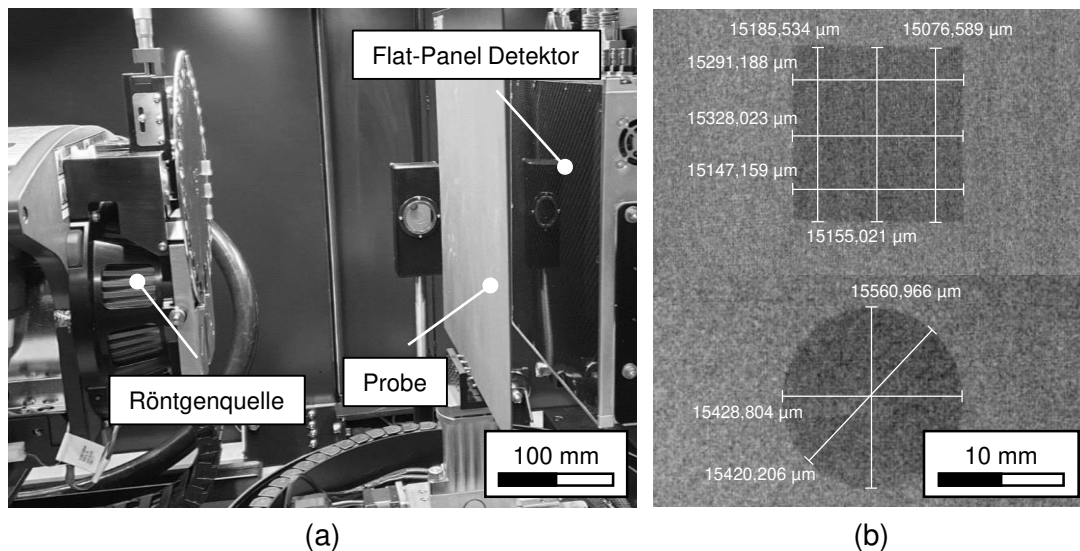 Flat-Panel Detektor
Röntgenquelle
Probe
100 mm
(a)
15185,534 µm
15076,589 µm
15291,188 µm
15328,023 µm
15147,159 µm
15155,021 µm
15560,966 µm
15428,804 µm
15420,206 µm
10 mm
(b)